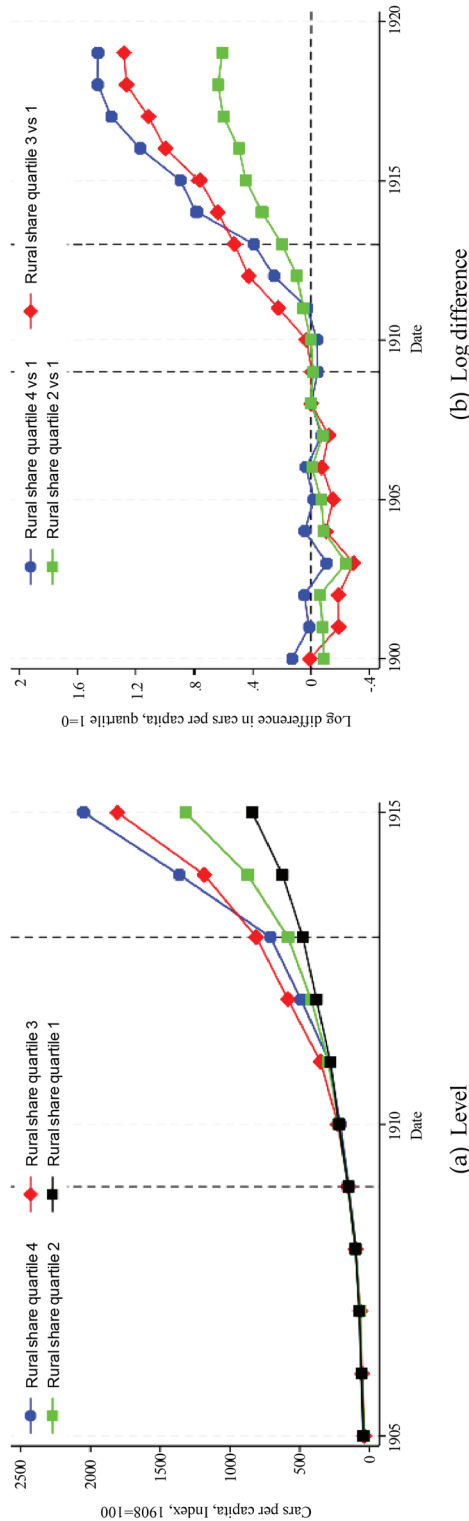 Rural share quartile 4
Rural share quartile 3
Rural share quartile 2
Rural share quartile 1
Cars per capita, Index, 1908=100
2500
2000
1500
1000
500
0
1905
1910
1915
Date
(a) Level
Rural share quartile 4 vs 1
Rural share quartile 3 vs 1
Rural share quartile 2 vs 1
Log difference in cars per capita, quartile 1=0
2
1.6
1.2
.8
.4
0
-.4
1900
1905
1910
1915
1920
Date
(b) Log difference